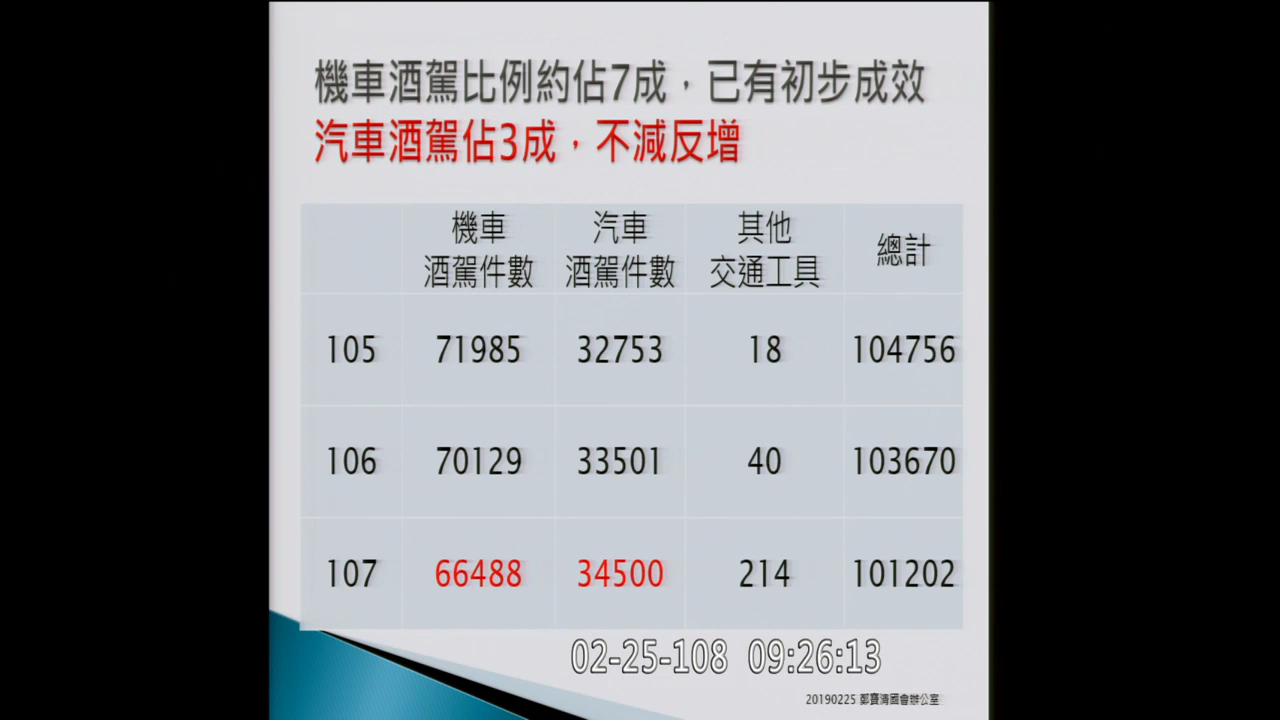 機車酒駕比例約佔7成，已有初步成效
汽車酒駕佔3成，不減反增
機車 汽車 其他 總計
酒駕件數 酒駕件數 交通工具
105 71985 32753 18 104756
106 70129 33501 40 103670
107 66488 34500 214 101202
02-25-108 09:26:13
20190225 鄭寶清國會辦公室